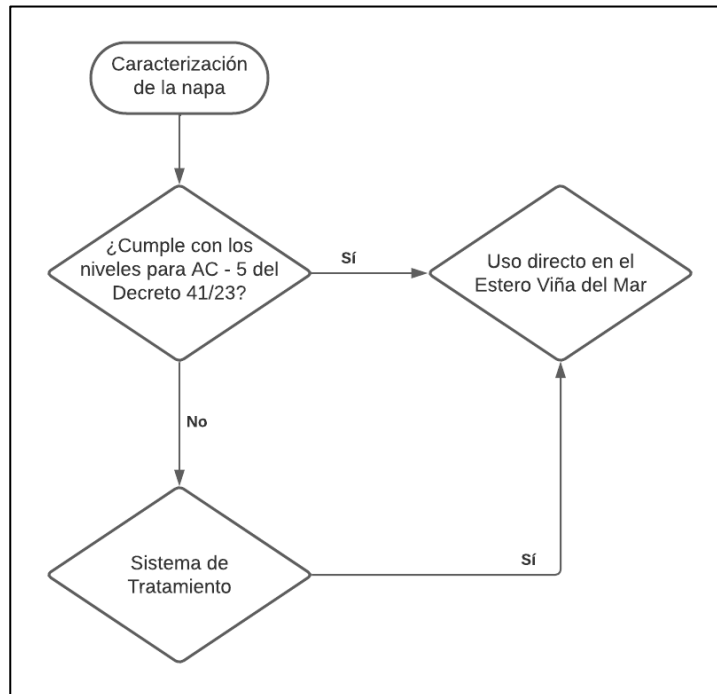 Caracterización
de la napa
¿Cumple con los
niveles para AC - 5 del
Decreto 41/23?
Sí
Uso directo en el
Estero Viña del Mar
No
Sistema de
Tratamiento
Sí